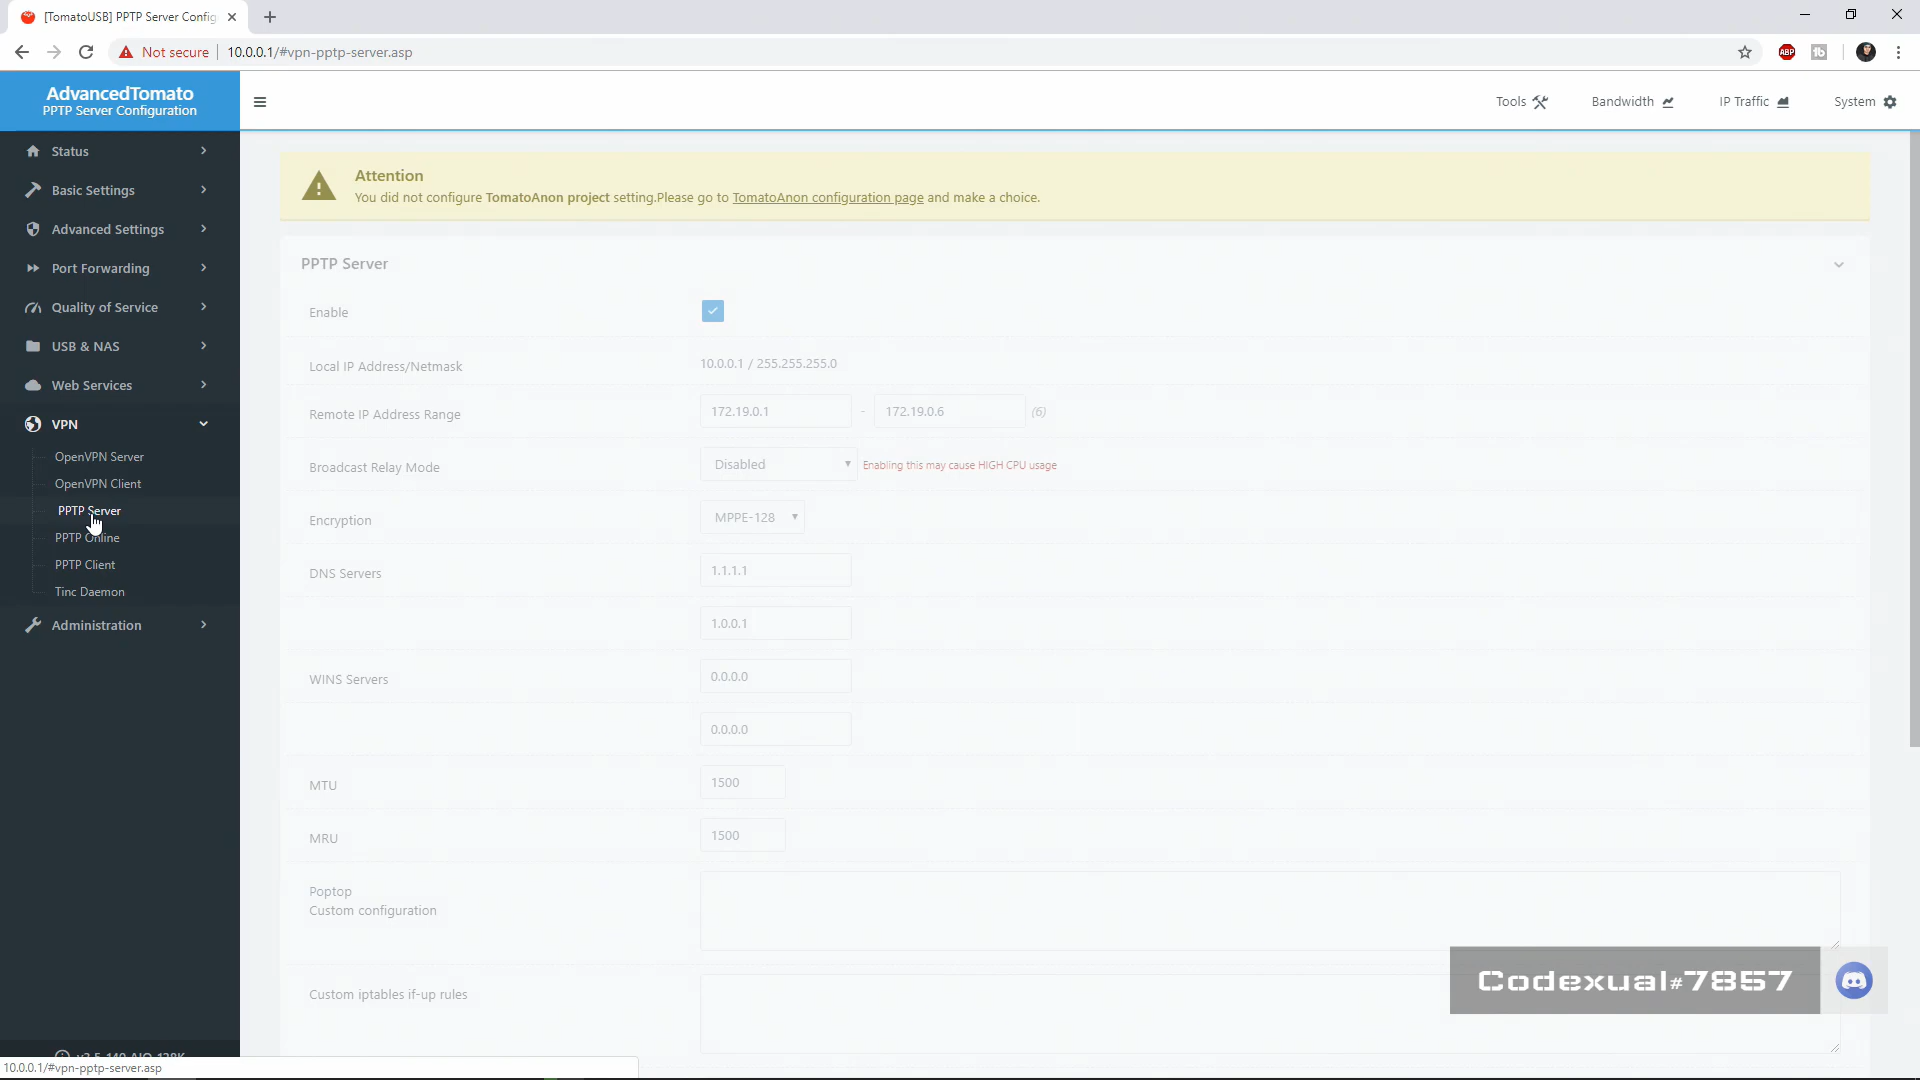 [TomatoUSB] PPTP Server Config
Not secure
10.0.0.1/#vpn-pptp-server.asp
ABP
AdvancedTomato
PPTP Server Configuration
Tools
Bandwidth
IP Traffic
System
Status
Basic Settings
Advanced Settings
Port Forwarding
Quality of Service
USB & NAS
Web Services
VPN
OpenVPN Server
OpenVPN Client
PPTP Server
PPTP Online
PPTP Client
Tinc Daemon
Administration
Attention
You did not configure TomatoAnon project setting.Please go to TomatoAnon configuration page and make a choice.
PPTP Server
Enable
Local IP Address/Netmask
10.0.0.1 / 255.255.255.0
Remote IP Address Range
172.19.0.1 - 172.19.0.6 (6)
Broadcast Relay Mode
Disabled
Enabling this may cause HIGH CPU usage
Encryption
MPPE-128
DNS Servers
1.1.1.1
1.0.0.1
WINS Servers
0.0.0.0
0.0.0.0
MTU
1500
MRU
1500
Poptop
Custom configuration
Custom iptables if-up rules
Codexual#7857
10.0.0.1/#vpn-pptp-server.asp